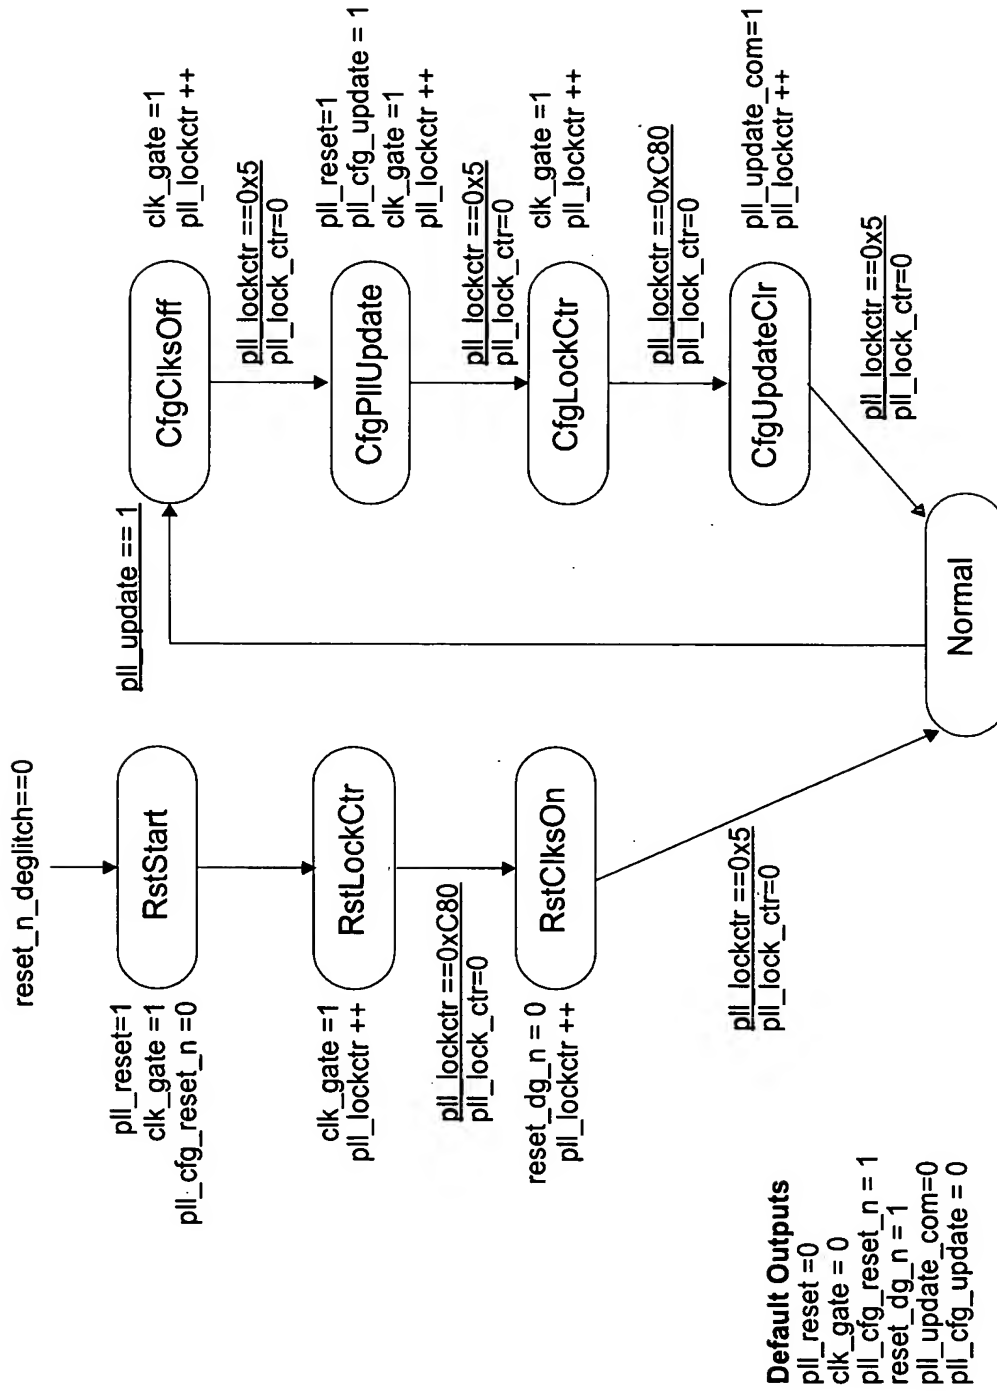 reset_n_deglitch==0
RstStart
pll_reset=1
clk_gate =1
pll_cfg_reset_n =0
RstLockCtr
clk_gate =1
pll_lockctr ++
pll_lockctr ==0xC80
pll_lock_ctr=0
RstClksOn
reset_dg_n = 0
pll_lockctr ++
pll_lockctr ==0x5
pll_lock_ctr=0
Normal
pll_update == 1
CfgClksOff
clk_gate =1
pll_lockctr ++
pll_lockctr ==0x5
pll_lock_ctr=0
CfgPllUpdate
pll_reset=1
pll_cfg_update = 1
clk_gate =1
pll_lockctr ++
pll_lockctr ==0x5
pll_lock_ctr=0
CfgLockCtr
clk_gate =1
pll_lockctr ++
pll_lockctr ==0xC80
pll_lock_ctr=0
CfgUpdateClr
pll_update_com=1
pll_lockctr ++
pll_lockctr ==0x5
pll_lock_ctr=0
Default Outputs
pll_reset =0
clk_gate = 0
pll_cfg_reset_n = 1
reset_dg_n = 1
pll_update_com=0
pll_cfg_update = 0